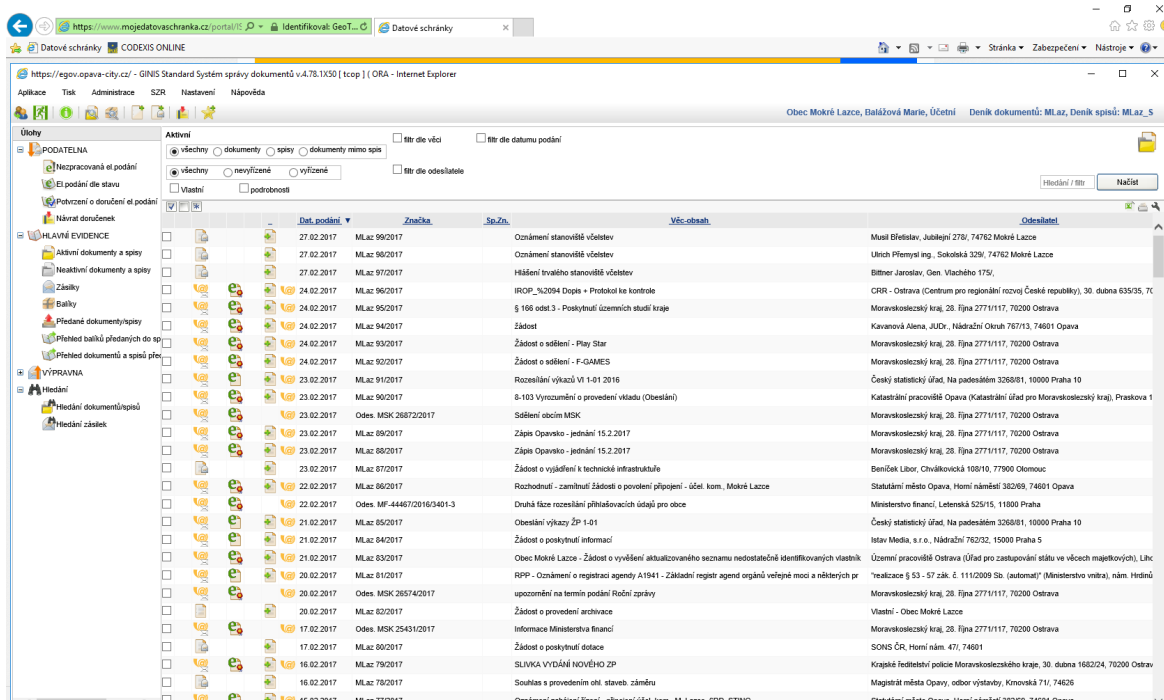 https://www.mojedatovaschranka.cz/portal/IS Identifikoval: GeoT... Datové schránky
Datové schránky CODEXIS ONLINE Stránka Zabezpečení Nástroje
https://egov.opava-city.cz/ - GINIS Standard Systém správy dokumentů v.4.78.1X50 [ tcop ] ( ORA - Internet Explorer
Aplikace Tisk Administrace SZR Nastavení Nápověda
Obec Mokré Lazce, Balážová Marie, Účetní Deník dokumentů: MLaz, Deník spisů: MLaz_S
Úlohy
PODATELNA
Nezpracovaná el.podání
El.podání dle stavu
Potvrzení o doručení el.podání
Návrat doručenek
HLAVNÍ EVIDENCE
Aktivní dokumenty a spisy
Neaktivní dokumenty a spisy
Zásilky
Balíky
Předané dokumenty/spisy
Přehled balíků předaných do sp
Přehled dokumentů a spisů před
VÝPRAVNA
Hledání
Hledání dokumentů/spisů
Hledání zásilek
Aktivní
všechny dokumenty spisy dokumenty mimo spis
filtr dle věci filtr dle datumu podání
všechny nevyřízené vyřízené filtr dle odesílatele
Vlastní podrobnosti
Hledání / filtr Načíst
Dat. podání Značka Sp.Zn. Věc-obsah Odesílatel
27.02.2017 MLaz 99/2017 Oznámení stanoviště včelstev Musil Břetislav, Jubilejní 278/, 74762 Mokré Lazce
27.02.2017 MLaz 98/2017 Oznámení stanoviště včelstev Ulrich Přemysl ing., Sokolská 329/, 74762 Mokré Lazce
27.02.2017 MLaz 97/2017 Hlášení trvalého stanoviště včelstev Bittner Jaroslav, Gen. Vlachého 175/,
24.02.2017 MLaz 96/2017 IROP_%2094 Dopis + Protokol ke kontrole CRR - Ostrava (Centrum pro regionální rozvoj České republiky), 30. dubna 635/35, 70
24.02.2017 MLaz 95/2017 § 166 odst.3 - Poskytnutí územních studií kraje Moravskoslezský kraj, 28. října 2771/117, 70200 Ostrava
24.02.2017 MLaz 94/2017 žádost Kavanová Alena, JUDr., Nádražní Okruh 767/13, 74601 Opava
24.02.2017 MLaz 93/2017 Žádost o sdělení - Play Star Moravskoslezský kraj, 28. října 2771/117, 70200 Ostrava
24.02.2017 MLaz 92/2017 Žádost o sdělení - F-GAMES Moravskoslezský kraj, 28. října 2771/117, 70200 Ostrava
23.02.2017 MLaz 91/2017 Rozesílání výkazů VI 1-01 2016 Český statistický úřad, Na padesátém 3268/81, 10000 Praha 10
23.02.2017 MLaz 90/2017 8-103 Vyrozumění o provedení vkladu (Obeslání) Katastrální pracoviště Opava (Katastrální úřad pro Moravskoslezský kraj), Praskova 1
23.02.2017 Odes. MSK 26872/2017 Sdělení obcím MSK Moravskoslezský kraj, 28. října 2771/117, 70200 Ostrava
23.02.2017 MLaz 89/2017 Zápis Opavsko - jednání 15.2.2017 Moravskoslezský kraj, 28. října 2771/117, 70200 Ostrava
23.02.2017 MLaz 88/2017 Zápis Opavsko - jednání 15.2.2017 Moravskoslezský kraj, 28. října 2771/117, 70200 Ostrava
23.02.2017 MLaz 87/2017 Žádost o vyjádření k technické infrastruktuře Beníček Libor, Chválkovická 108/10, 77900 Olomouc
22.02.2017 MLaz 86/2017 Rozhodnutí - zamítnutí žádosti o povolení připojení - účel. kom., Mokré Lazce Statutární město Opava, Horní náměstí 382/69, 74601 Opava
22.02.2017 Odes. MF-44467/2016/3401-3 Druhá fáze rozesílání přihlašovacích údajů pro obce Ministerstvo financí, Letenská 525/15, 11800 Praha
21.02.2017 MLaz 85/2017 Obeslání výkazy ŽP 1-01 Český statistický úřad, Na padesátém 3268/81, 10000 Praha 10
21.02.2017 MLaz 84/2017 Žádost o poskytnutí informací Istav Media, s.r.o., Nádražní 762/32, 15000 Praha 5
21.02.2017 MLaz 83/2017 Obec Mokré Lazce - Žádost o vyvěšení aktualizovaného seznamu nedostatečně identifikovaných vlastník Územní pracoviště Ostrava (Úřad pro zastupování státu ve věcech majetkových), Lihc
20.02.2017 MLaz 81/2017 RPP - Oznámení o registraci agendy A1941 - Základní registr agend orgánů veřejné moci a některých pr "realizace § 53 - 57 zák. č. 111/2009 Sb. (automat)" (Ministerstvo vnitra), nám. Hrdinů
20.02.2017 Odes. MSK 26574/2017 upozornění na termín podání Roční zprávy Moravskoslezský kraj, 28. října 2771/117, 70200 Ostrava
20.02.2017 MLaz 82/2017 Žádost o provedení archivace Vlastní - Obec Mokré Lazce
17.02.2017 Odes. MSK 25431/2017 Informace Ministerstva financí Moravskoslezský kraj, 28. října 2771/117, 70200 Ostrava
17.02.2017 MLaz 80/2017 Žádost o poskytnutí dotace SONS ČR, Horní nám. 47/, 74601
16.02.2017 MLaz 79/2017 SLIVKA VYDÁNÍ NOVÉHO ZP Krajské ředitelství policie Moravskoslezského kraje, 30. dubna 1682/24, 70200 Ostrav
16.02.2017 MLaz 78/2017 Souhlas s provedením ohl. staveb. záměru Magistrát města Opavy, odbor výstavby, Krnovská 71/, 74626